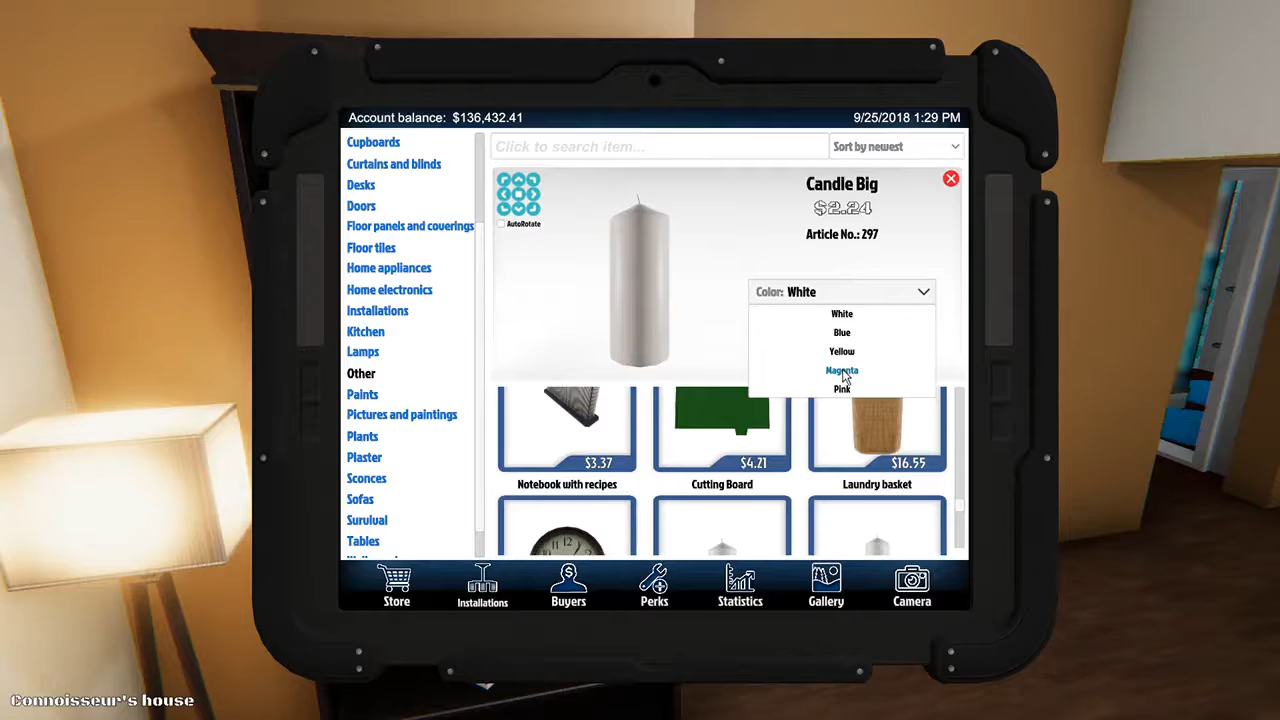 Account balance: $136,432.41
9/25/2018 1:29 PM
Cupboards
Curtains and blinds
Desks
Doors
Floor panels and coverings
Floor tiles
Home appliances
Home electronics
Installations
Kitchen
Lamps
Other
Paints
Pictures and paintings
Plants
Plaster
Sconces
Sofas
Survival
Tables
Click to search item...
Sort by newest
AutoRotate
Candle Big
$2.24
Article No.: 297
Color: White
White
Blue
Yellow
Magenta
Pink
$3.37
$4.21
$16.55
Notebook with recipes
Cutting Board
Laundry basket
Store
Installations
Buyers
Perks
Statistics
Gallery
Camera
Connoisseur's house